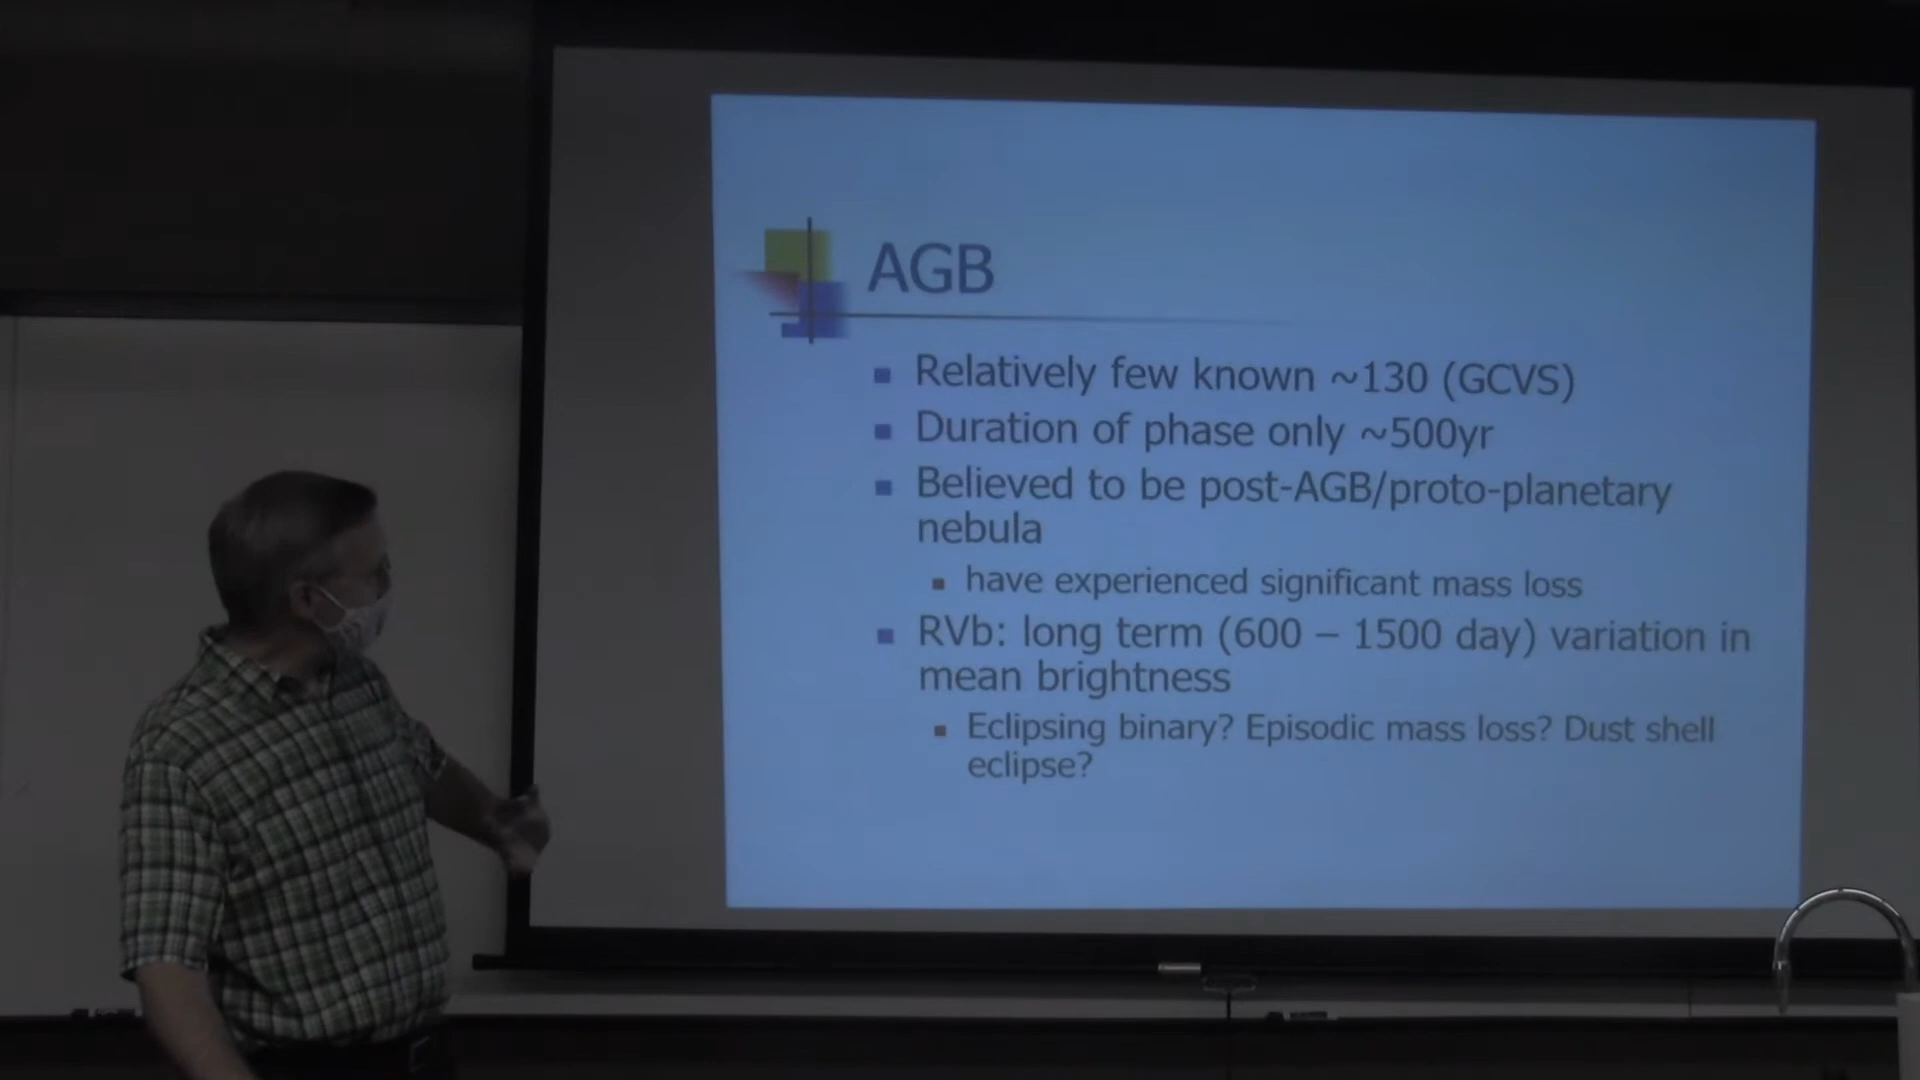 AGB
Relatively few known ~130 (GCVS)
Duration of phase only ~500yr
Believed to be post-AGB/proto-planetary
nebula
have experienced significant mass loss
RVb: long term (600 – 1500 day) variation in
mean brightness
Eclipsing binary? Episodic mass loss? Dust shell
eclipse?